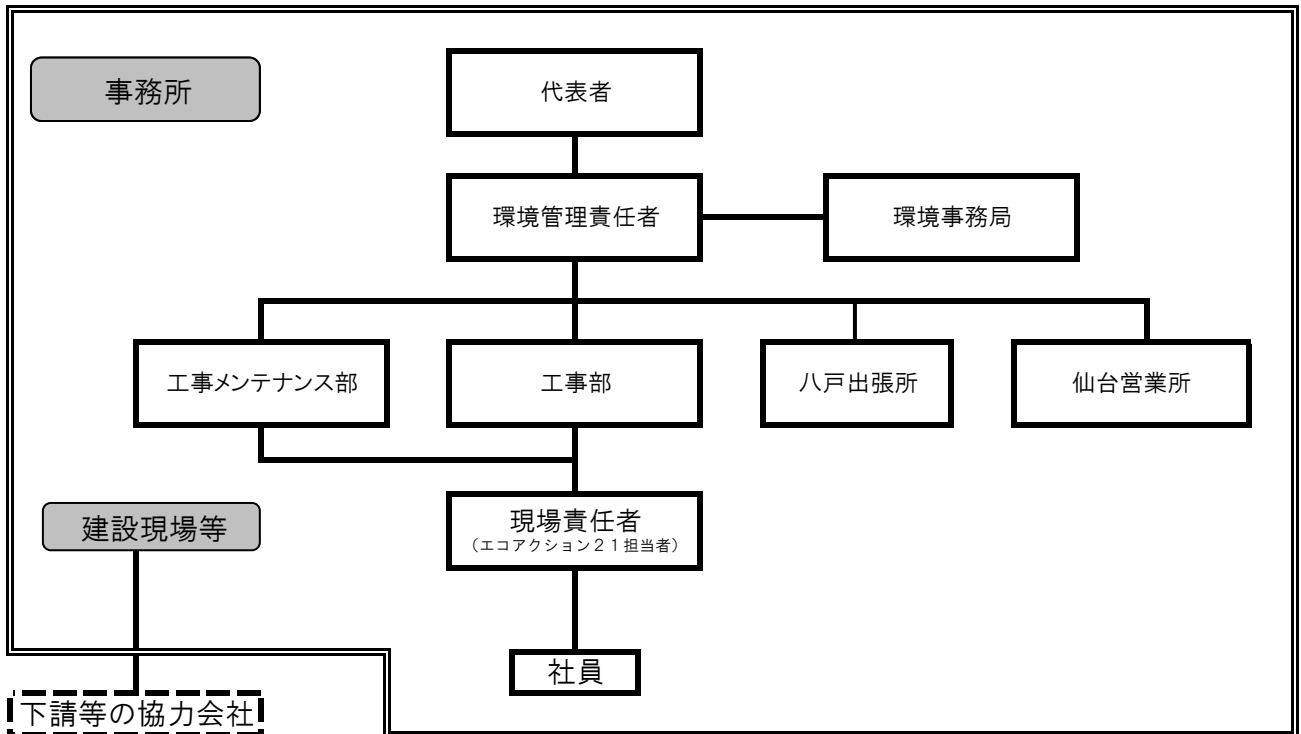 事務所
代表者
環境管理責任者
環境事務局
工事メンテナンス部
工事部
八戸出張所
仙台営業所
建設現場等
現場責任者
（エコアクション２１担当者）
社員
下請等の協力会社